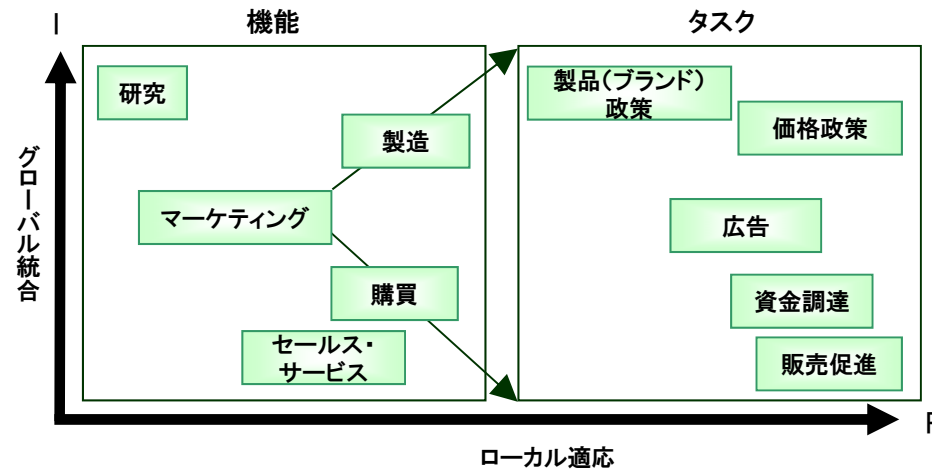 I
機能
タスク
研究
製造
マーケティング
購買
セールス・
サービス
製品(ブランド)
政策
価格政策
広告
資金調達
販売促進
グローバル統合
ローカル適応